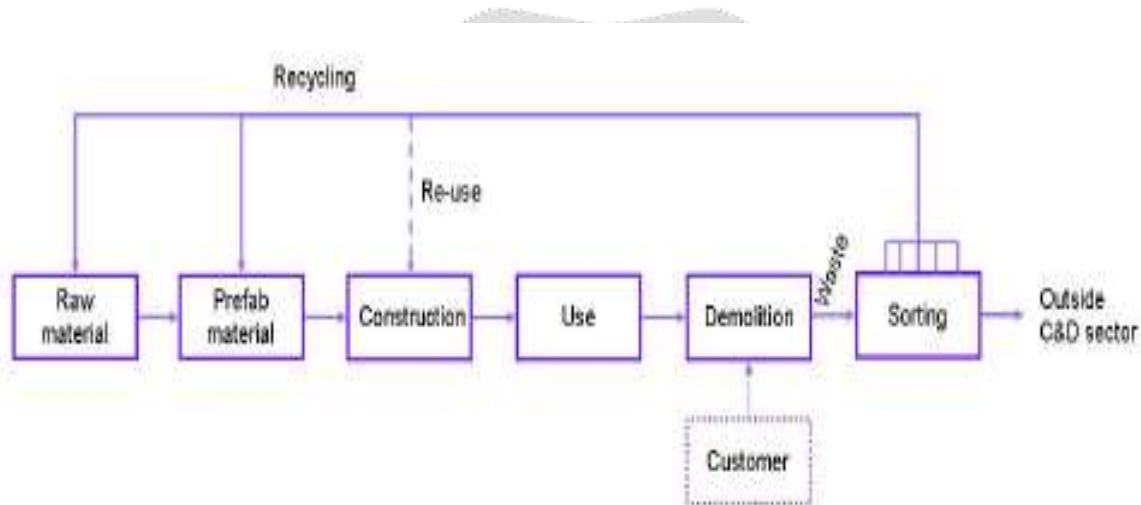 Recycling
Re-use
Waste
Raw
material
Prefab
material
Construction
Use
Demolition
Sorting
Outside
C&D sector
Customer